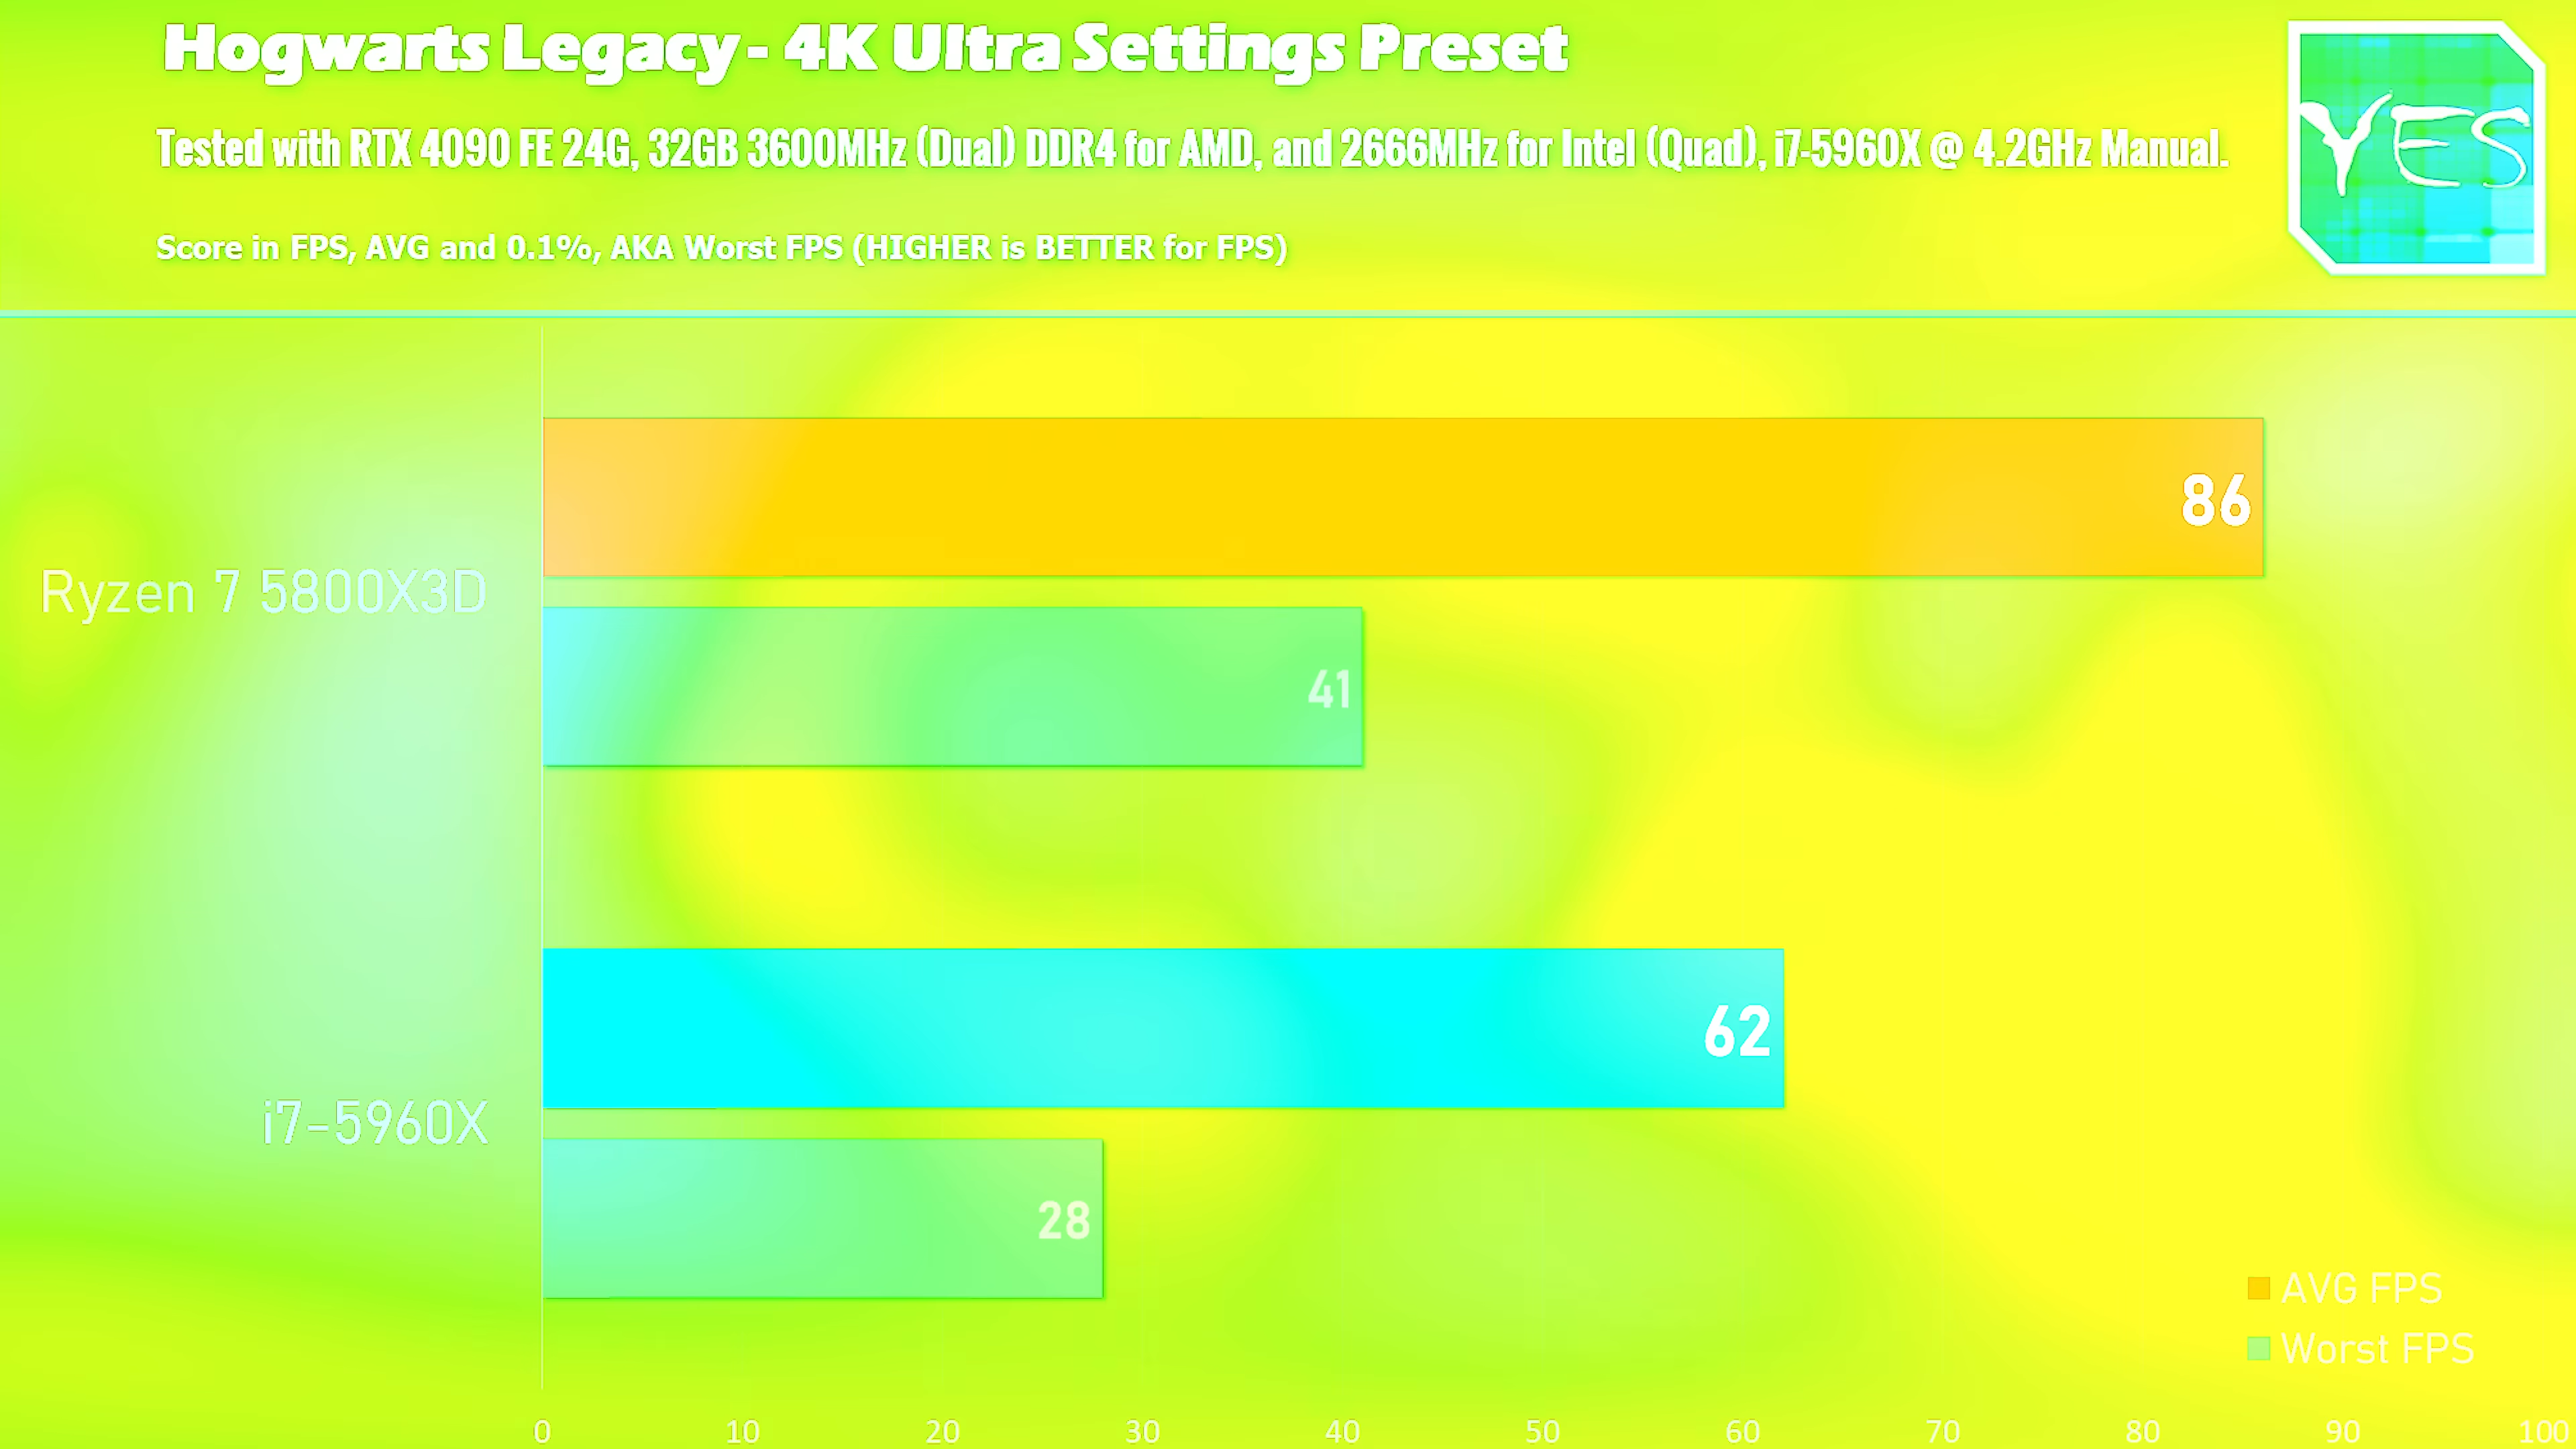 Hogwarts Legacy - 4K Ultra Settings Preset
Tested with RTX 4090 FE 24G, 32GB 3600MHz (Dual) DDR4 for AMD, and 2666MHz for Intel (Quad), i7-5960X @ 4.2GHz Manual.
YES
Score in FPS, AVG and 0.1%, AKA Worst FPS (HIGHER is BETTER for FPS)
86
Ryzen 7 5800X3D
41
62
i7-5960X
28
AVG FPS
Worst FPS
0 10 20 30 40 50 60 70 80 90 100